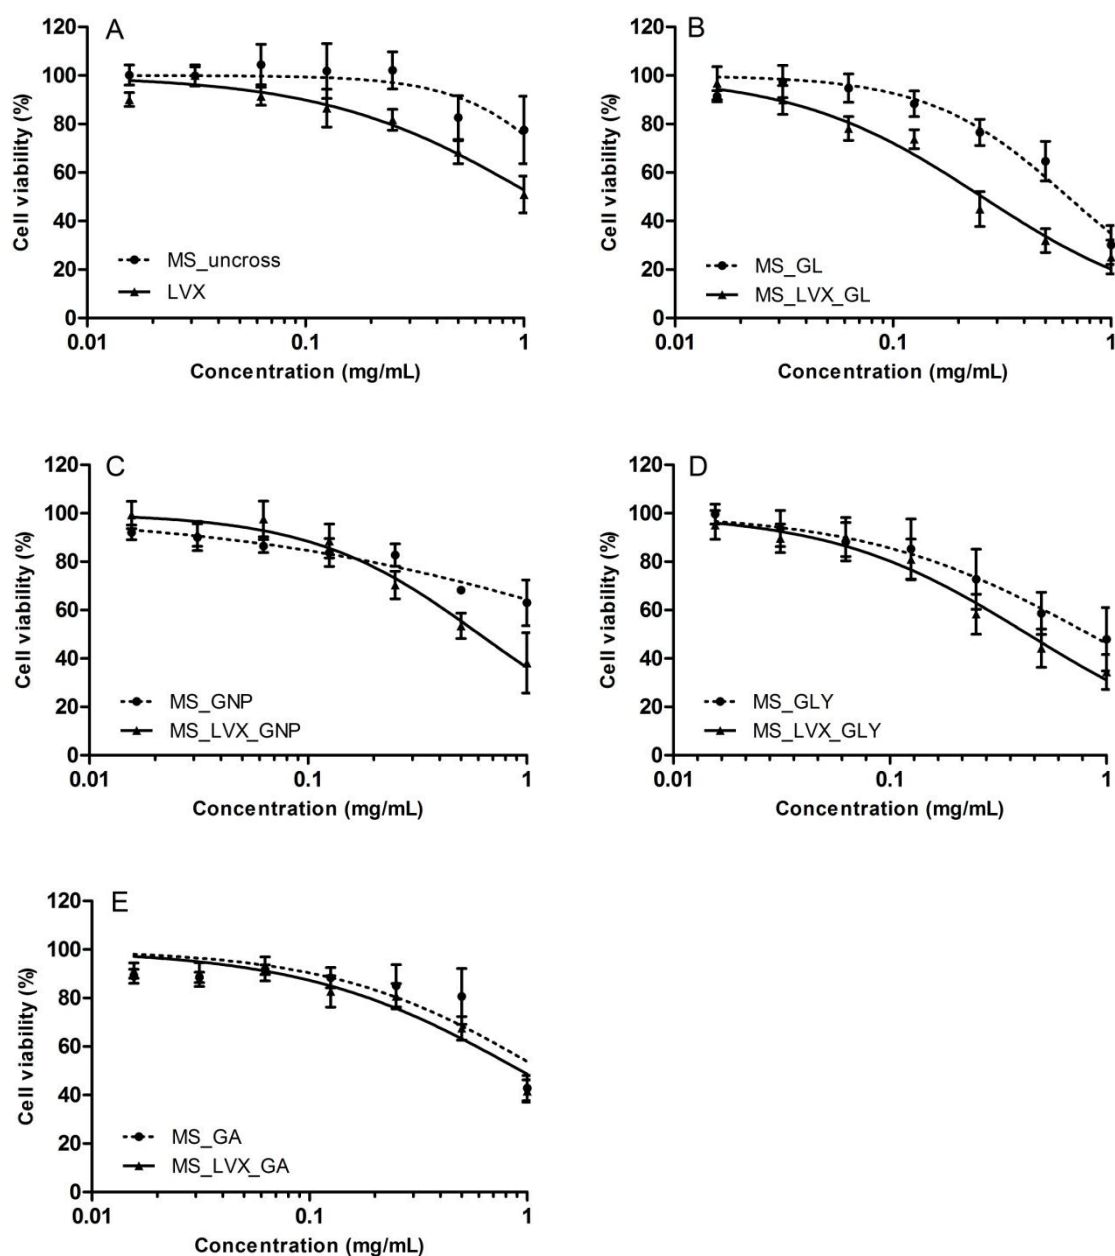 A
120
100
80
60
40
20
0
Cell viability (%)
MS_uncross
LVX
0.01 0.1 1
Concentration (mg/mL)
B
120
100
80
60
40
20
0
Cell viability (%)
MS_GL
MS_LVX_GL
0.01 0.1 1
Concentration (mg/mL)
C
120
100
80
60
40
20
0
Cell viability (%)
MS_GNP
MS_LVX_GNP
0.01 0.1 1
Concentration (mg/mL)
D
120
100
80
60
40
20
0
Cell viability (%)
MS_GLY
MS_LVX_GLY
0.01 0.1 1
Concentration (mg/mL)
E
120
100
80
60
40
20
0
Cell viability (%)
MS_GA
MS_LVX_GA
0.01 0.1 1
Concentration (mg/mL)